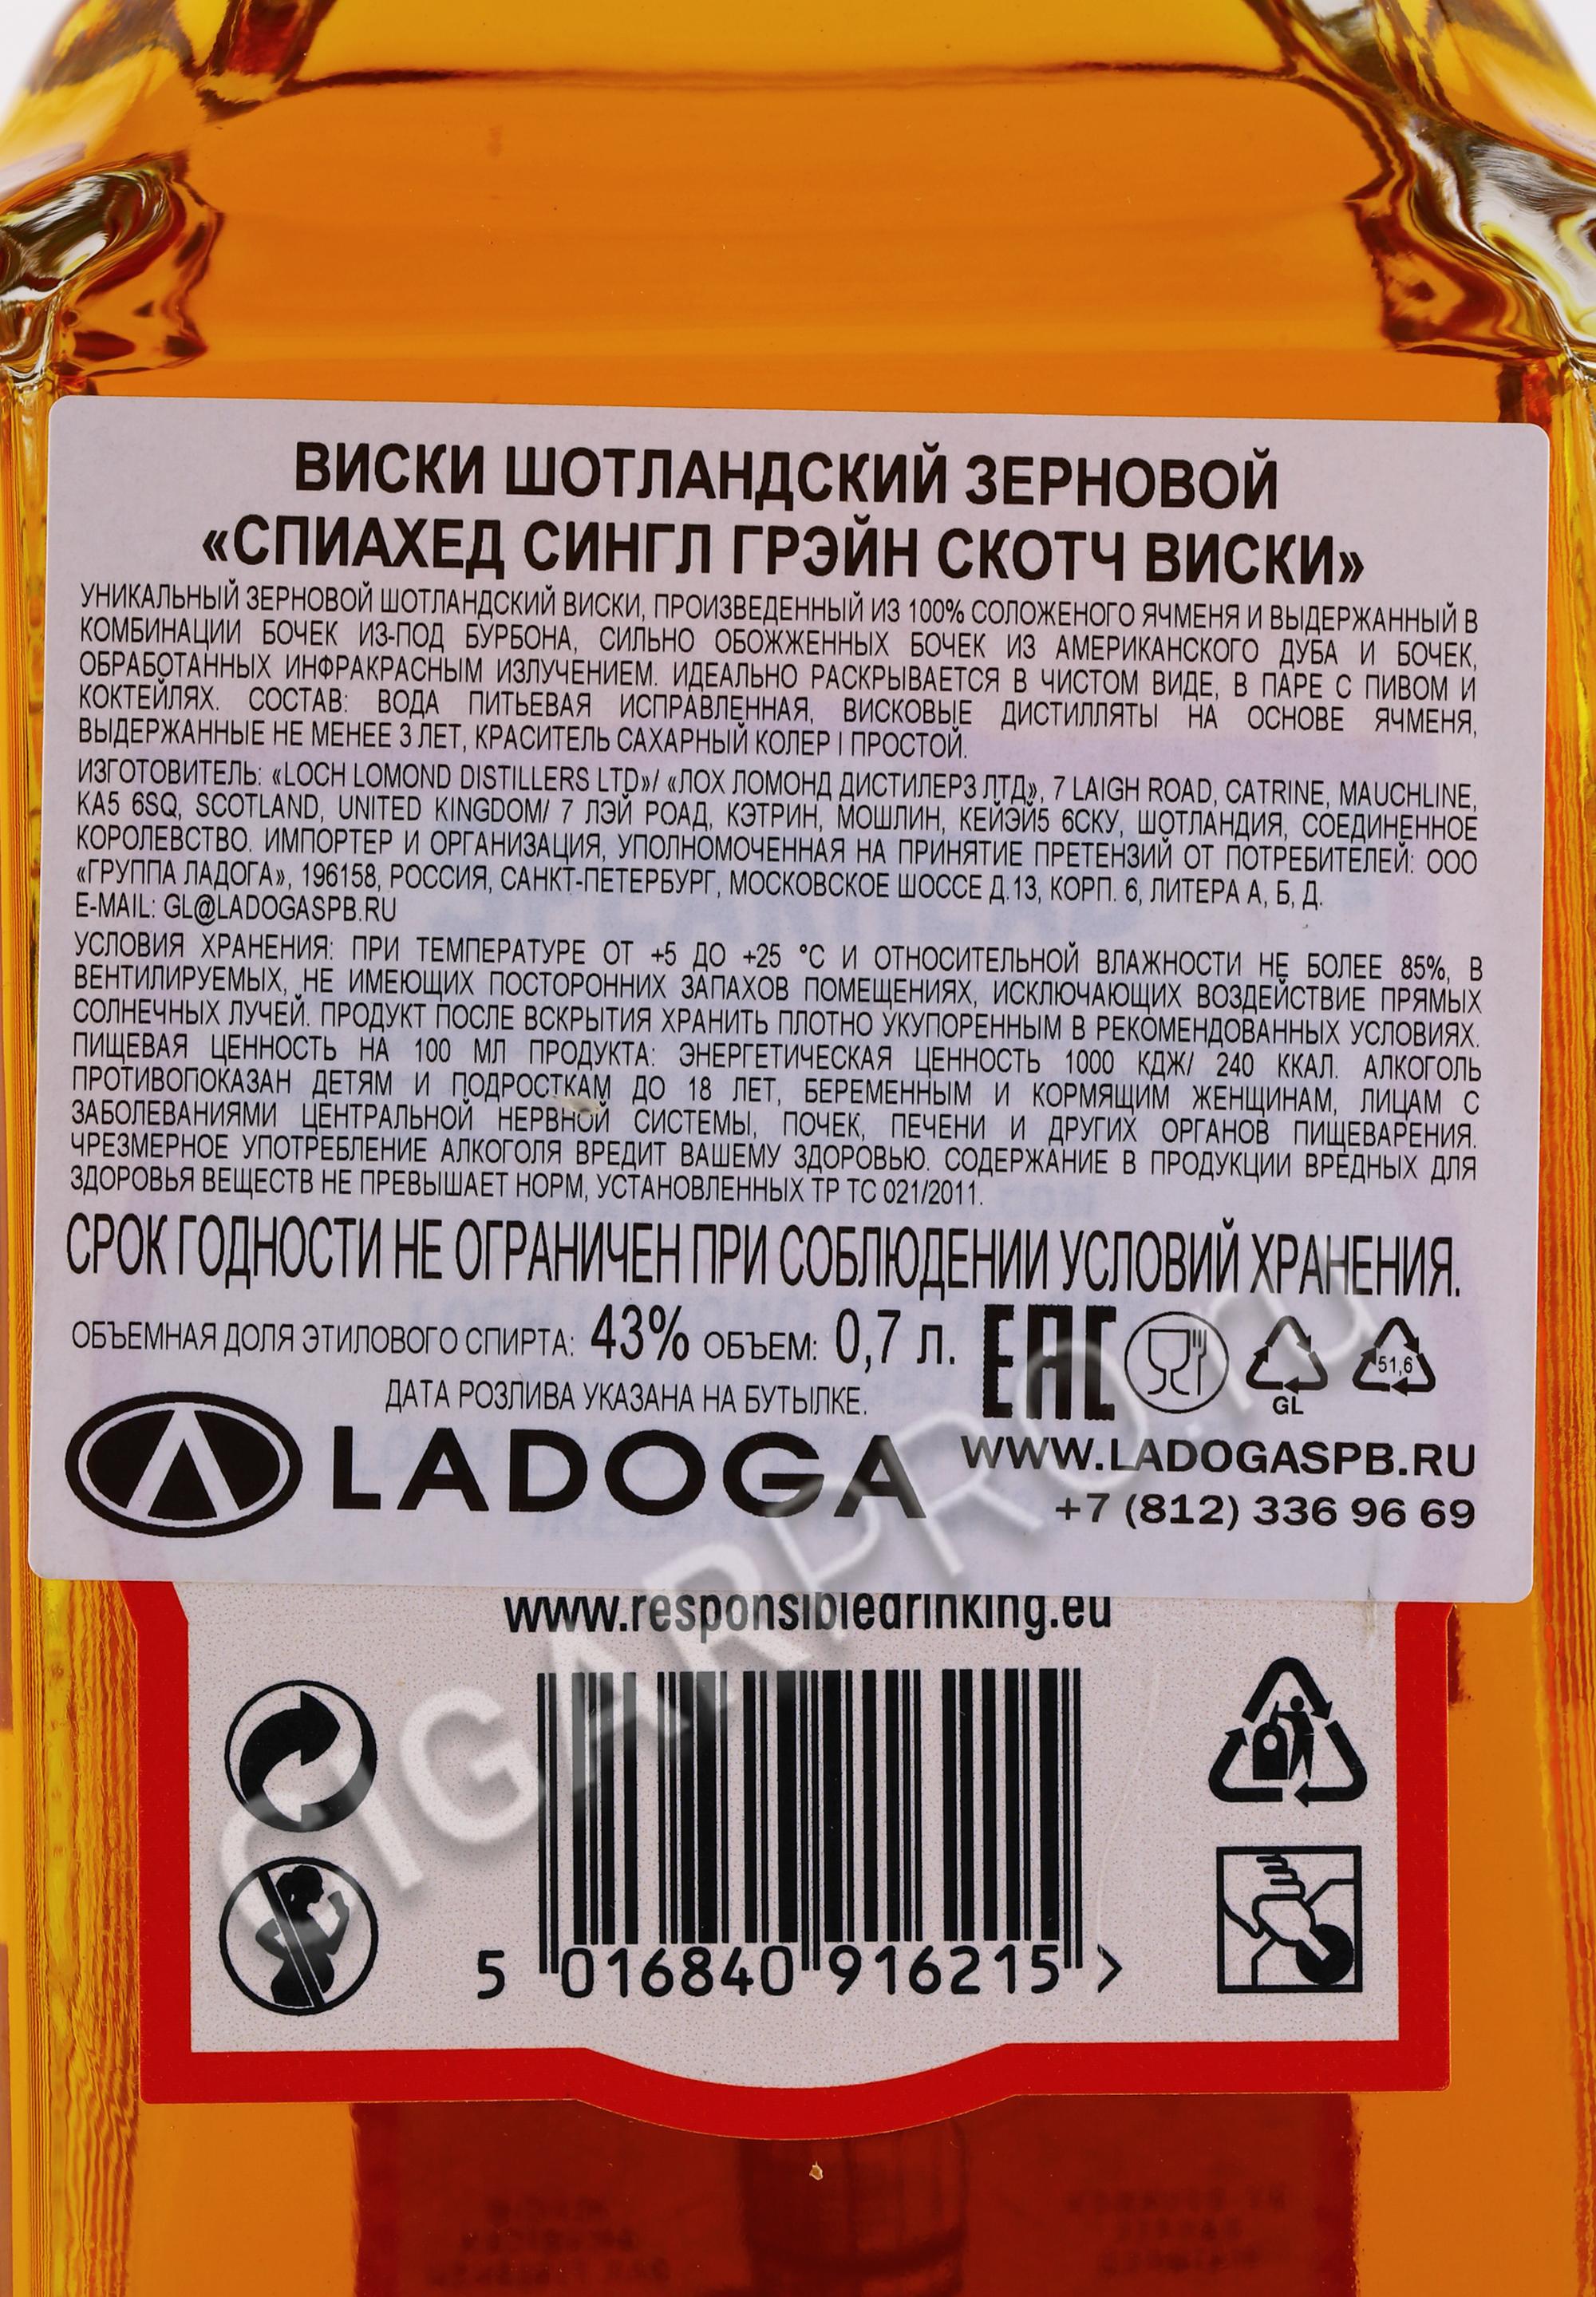 ВИСКИ ШОТЛАНДСКИЙ ЗЕРНОВОЙ
«СПИАХЕД СИНГЛ ГРЭЙН СКОТЧ ВИСКИ»
УНИКАЛЬНЫЙ ЗЕРНОВОЙ ШОТЛАНДСКИЙ ВИСКИ, ПРОИЗВЕДЕННЫЙ ИЗ 100% СОЛОЖЕНОГО ЯЧМЕНЯ И ВЫДЕРЖАННЫЙ В
КОМБИНАЦИИ БОЧЕК ИЗ-ПОД БУРБОНА, СИЛЬНО ОБОЖЖЕННЫХ БОЧЕК ИЗ АМЕРИКАНСКОГО ДУБА И БОЧЕК,
ОБРАБОТАННЫХ ИНФРАКРАСНЫМ ИЗЛУЧЕНИЕМ. ИДЕАЛЬНО РАСКРЫВАЕТСЯ В ЧИСТОМ ВИДЕ, В ПАРЕ С ПИВОМ И
КОКТЕЙЛЯХ. СОСТАВ: ВОДА ПИТЬЕВАЯ ИСПРАВЛЕННАЯ, ВИСКОВЫЕ ДИСТИЛЛЯТЫ НА ОСНОВЕ ЯЧМЕНЯ,
ВЫДЕРЖАННЫЕ НЕ МЕНЕЕ 3 ЛЕТ, КРАСИТЕЛЬ САХАРНЫЙ КОЛЕР I ПРОСТОЙ.
ИЗГОТОВИТЕЛЬ: «LOCH LOMOND DISTILLERS LTD»/ «ЛОХ ЛОМОНД ДИСТИЛЕРЗ ЛТД», 7 LAIGH ROAD, CATRINE, MAUCHLINE,
KA5 6SQ, SCOTLAND, UNITED KINGDOM/ 7 ЛЭЙ РОАД, КЭТРИН, МОШЛИН, КЕЙЭЙ5 6СКУ, ШОТЛАНДИЯ, СОЕДИНЕННОЕ
КОРОЛЕВСТВО. ИМПОРТЕР И ОРГАНИЗАЦИЯ, УПОЛНОМОЧЕННАЯ НА ПРИНЯТИЕ ПРЕТЕНЗИЙ ОТ ПОТРЕБИТЕЛЕЙ: ООО
«ГРУППА ЛАДОГА», 196158, РОССИЯ, САНКТ-ПЕТЕРБУРГ, МОСКОВСКОЕ ШОССЕ Д.13, КОРП. 6, ЛИТЕРА А, Б, Д.
E-MAIL: GL@LADOGASPB.RU
УСЛОВИЯ ХРАНЕНИЯ: ПРИ ТЕМПЕРАТУРЕ ОТ +5 ДО +25 °С И ОТНОСИТЕЛЬНОЙ ВЛАЖНОСТИ НЕ БОЛЕЕ 85%, В
ВЕНТИЛИРУЕМЫХ, НЕ ИМЕЮЩИХ ПОСТОРОННИХ ЗАПАХОВ ПОМЕЩЕНИЯХ, ИСКЛЮЧАЮЩИХ ВОЗДЕЙСТВИЕ ПРЯМЫХ
СОЛНЕЧНЫХ ЛУЧЕЙ. ПРОДУКТ ПОСЛЕ ВСКРЫТИЯ ХРАНИТЬ ПЛОТНО УКУПОРЕННЫМ В РЕКОМЕНДОВАННЫХ УСЛОВИЯХ.
ПИЩЕВАЯ ЦЕННОСТЬ НА 100 МЛ ПРОДУКТА: ЭНЕРГЕТИЧЕСКАЯ ЦЕННОСТЬ 1000 КДЖ/ 240 ККАЛ. АЛКОГОЛЬ
ПРОТИВОПОКАЗАН ДЕТЯМ И ПОДРОСТКАМ ДО 18 ЛЕТ, БЕРЕМЕННЫМ И КОРМЯЩИМ ЖЕНЩИНАМ, ЛИЦАМ С
ЗАБОЛЕВАНИЯМИ ЦЕНТРАЛЬНОЙ НЕРВНОЙ СИСТЕМЫ, ПОЧЕК, ПЕЧЕНИ И ДРУГИХ ОРГАНОВ ПИЩЕВАРЕНИЯ.
ЧРЕЗМЕРНОЕ УПОТРЕБЛЕНИЕ АЛКОГОЛЯ ВРЕДИТ ВАШЕМУ ЗДОРОВЬЮ. СОДЕРЖАНИЕ В ПРОДУКЦИИ ВРЕДНЫХ ДЛЯ
ЗДОРОВЬЯ ВЕЩЕСТВ НЕ ПРЕВЫШАЕТ НОРМ, УСТАНОВЛЕННЫХ ТР ТС 021/2011.
СРОК ГОДНОСТИ НЕ ОГРАНИЧЕН ПРИ СОБЛЮДЕНИИ УСЛОВИЙ ХРАНЕНИЯ.
ОБЪЕМНАЯ ДОЛЯ ЭТИЛОВОГО СПИРТА: 43% ОБЪЕМ: 0,7 л. EAC
51,6
GL
ДАТА РОЗЛИВА УКАЗАНА НА БУТЫЛКЕ.
LADOGA
WWW.LADOGASPB.RU
+7 (812) 336 96 69
www.responsibledrinking.eu
5 016840 916215 >
CIGARPRO.ru